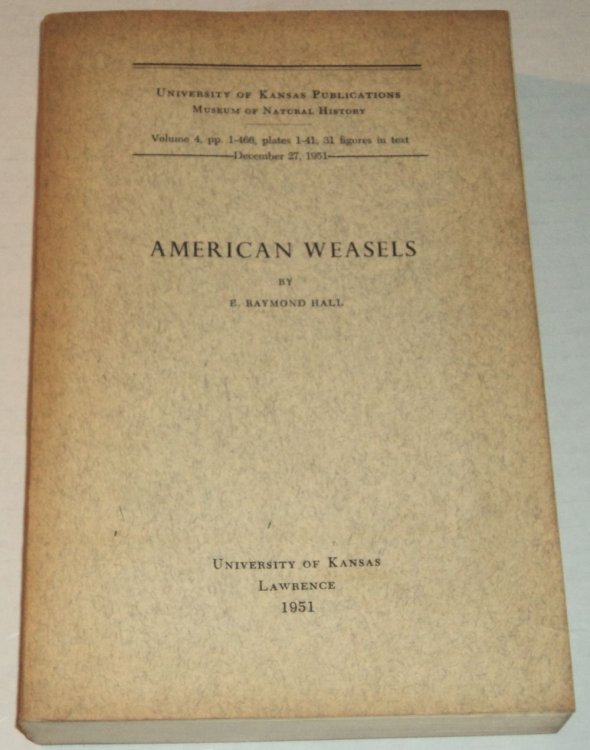 University of Kansas Publications
Museum of Natural History
Volume 4, pp. 1-466, plates 1-41, 31 figures in text
December 27, 1951
AMERICAN WEASELS
BY
E. RAYMOND HALL
University of Kansas
Lawrence
1951